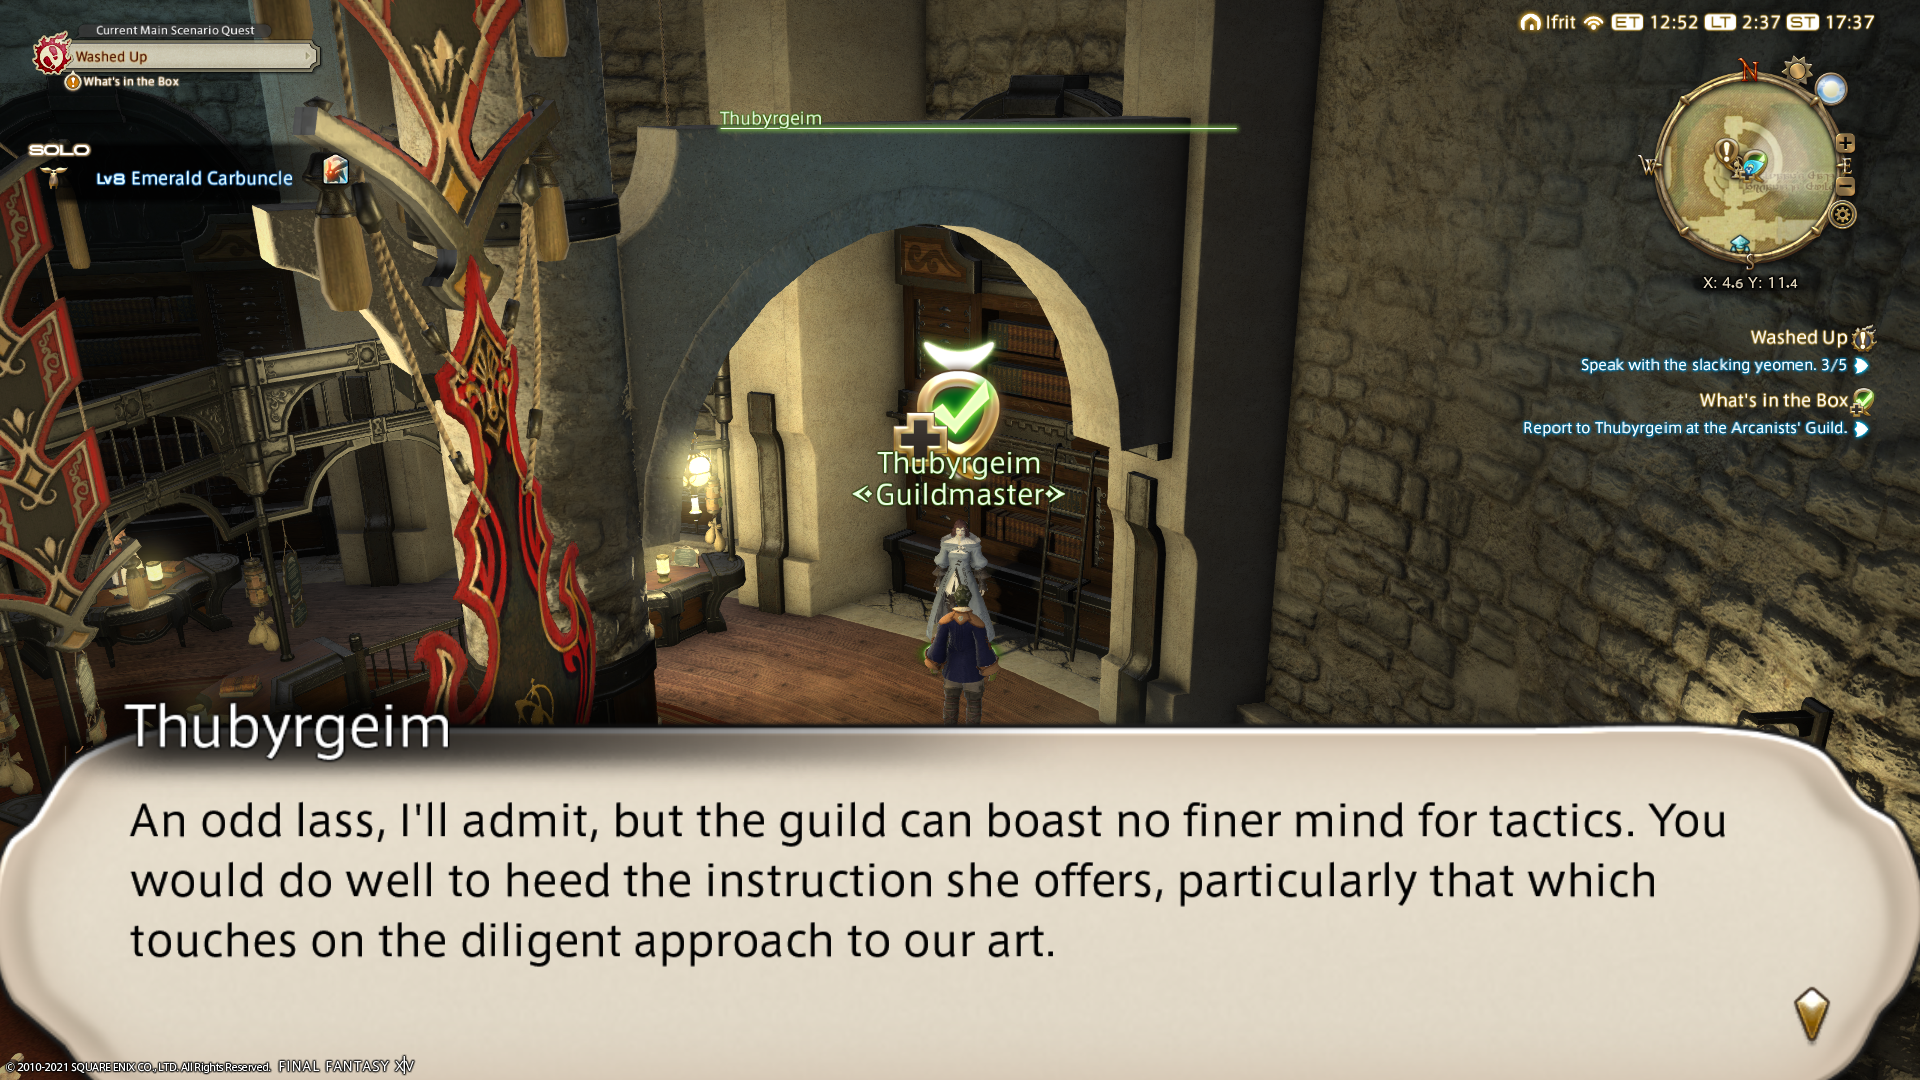 Current Main Scenario Quest
Washed Up
What's in the Box
SOLO
Lv8 Emerald Carbuncle
Thubyrgeim
Ifrit ET 12:52 LT 2:37 ST 17:37
N
W
E
S
X: 4.6 Y: 11.4
Washed Up
Speak with the slacking yeomen. 3/5
What's in the Box
Report to Thubyrgeim at the Arcanists' Guild.
Thubyrgeim
Guildmaster
Thubyrgeim
An odd lass, I'll admit, but the guild can boast no finer mind for tactics. You
would do well to heed the instruction she offers, particularly that which
touches on the diligent approach to our art.
© 2010-2021 SQUARE ENIX CO., LTD. All Rights Reserved. FINAL FANTASY XIV